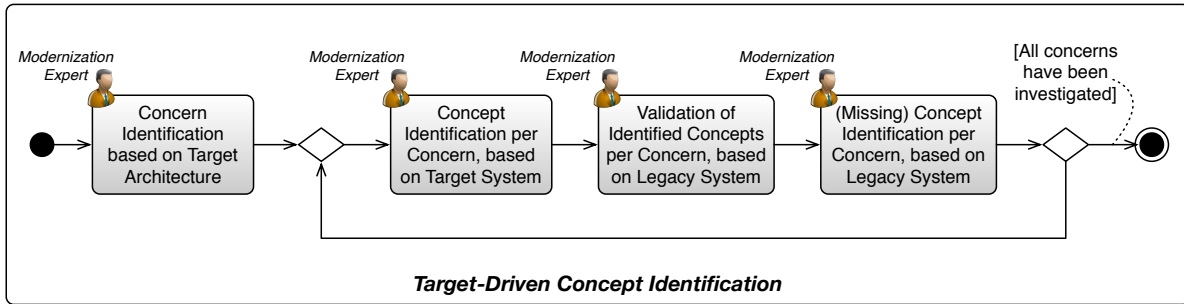 Modernization
Expert
Concern
Identification
based on Target
Architecture
Modernization
Expert
Concept
Identification per
Concern, based
on Target System
Modernization
Expert
Validation of
Identified Concepts
per Concern, based
on Legacy System
Modernization
Expert
(Missing) Concept
Identification per
Concern, based on
Legacy System
[All concerns
have been
investigated]
Target-Driven Concept Identification